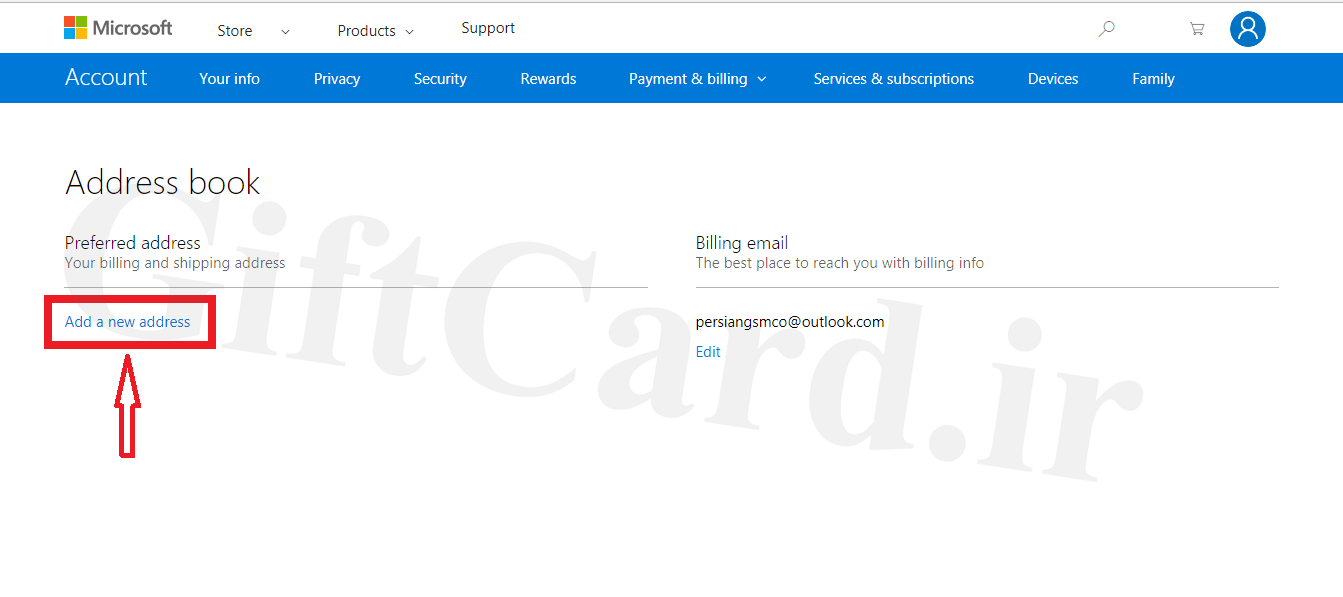 Microsoft Store Products Support
Account Your info Privacy Security Rewards Payment & billing Services & subscriptions Devices Family
Address book
Preferred address
Your billing and shipping address
Add a new address
Billing email
The best place to reach you with billing info
persiangsmco@outlook.com
Edit
GiftCard.ir